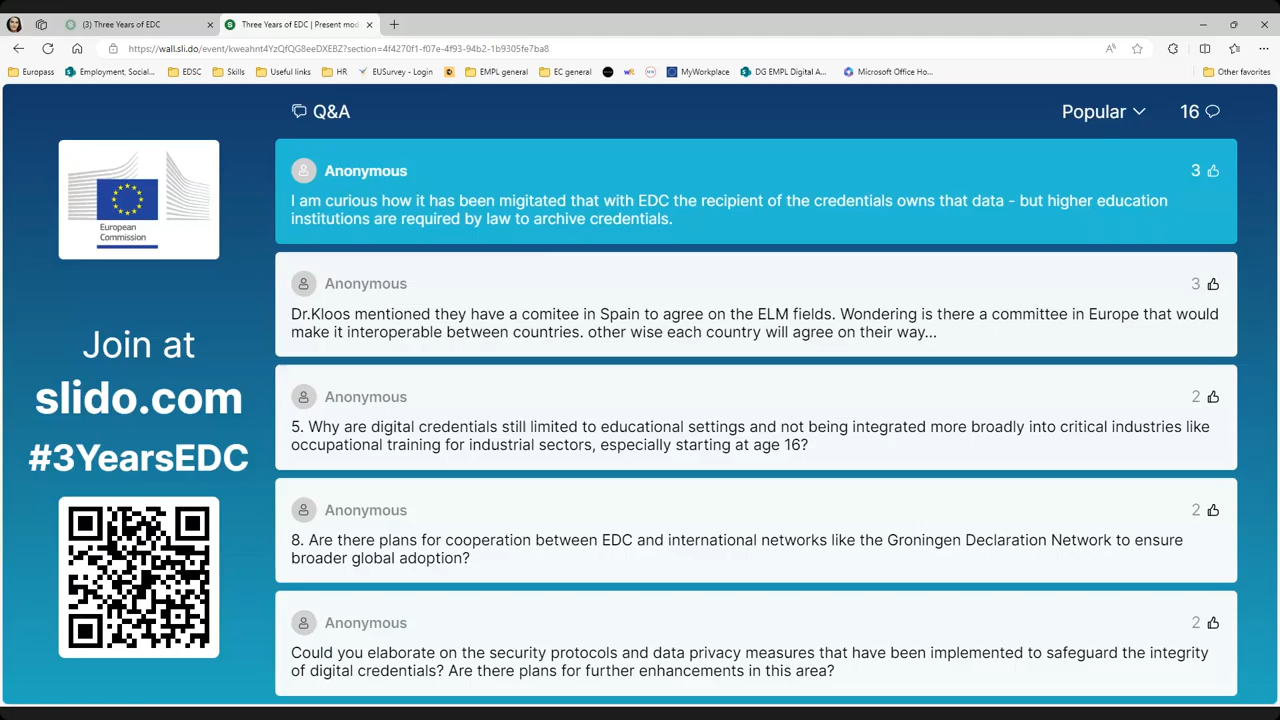 (3) Three Years of EDC
Three Years of EDC | Present mod
https://wall.sli.do/event/kweahnt4YzQfQG8eeDXEBZ?section=4f4270f1-f07e-4f93-94b2-1b9305fe7ba8
Europass
Employment, Social...
EDSC
Skills
Useful links
HR
EUSurvey - Login
EMPL general
EC general
MyWorkplace
DG EMPL Digital A...
Microsoft Office Ho...
Other favorites
European
Commission
Join at
slido.com
#3YearsEDC
Q&A
Popular
16
Anonymous
3
I am curious how it has been migitated that with EDC the recipient of the credentials owns that data - but higher education
institutions are required by law to archive credentials.
Anonymous
3
Dr.Kloos mentioned they have a comitee in Spain to agree on the ELM fields. Wondering is there a committee in Europe that would
make it interoperable between countries. other wise each country will agree on their way...
Anonymous
2
5. Why are digital credentials still limited to educational settings and not being integrated more broadly into critical industries like
occupational training for industrial sectors, especially starting at age 16?
Anonymous
2
8. Are there plans for cooperation between EDC and international networks like the Groningen Declaration Network to ensure
broader global adoption?
Anonymous
2
Could you elaborate on the security protocols and data privacy measures that have been implemented to safeguard the integrity
of digital credentials? Are there plans for further enhancements in this area?